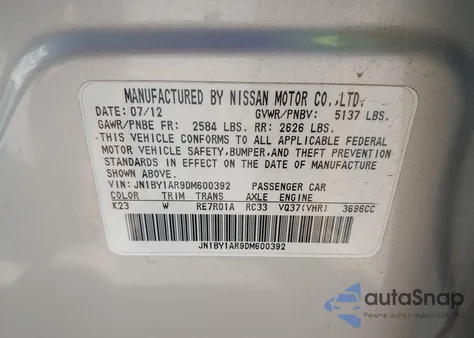 MANUFACTURED BY NISSAN MOTOR CO.,LTD.
DATE: 07/12 GVWR/PNBV: 5137 LBS.
GAWR/PNBE FR: 2584 LBS. RR: 2626 LBS.
THIS VEHICLE CONFORMS TO ALL APPLICABLE FEDERAL
MOTOR VEHICLE SAFETY,BUMPER,AND THEFT PREVENTION
STANDARDS IN EFFECT ON THE DATE OF MANUFACTURE
SHOWN ABOVE.
VIN: JN1BY1AR9DM600392 PASSENGER CAR
COLOR TRIM TRANS AXLE ENGINE
K23 W RE7R01A RC33 VQ37(VHR) 3696CC
JN1BY1AR9DM600392
autoSnap
Pewne auto z USA